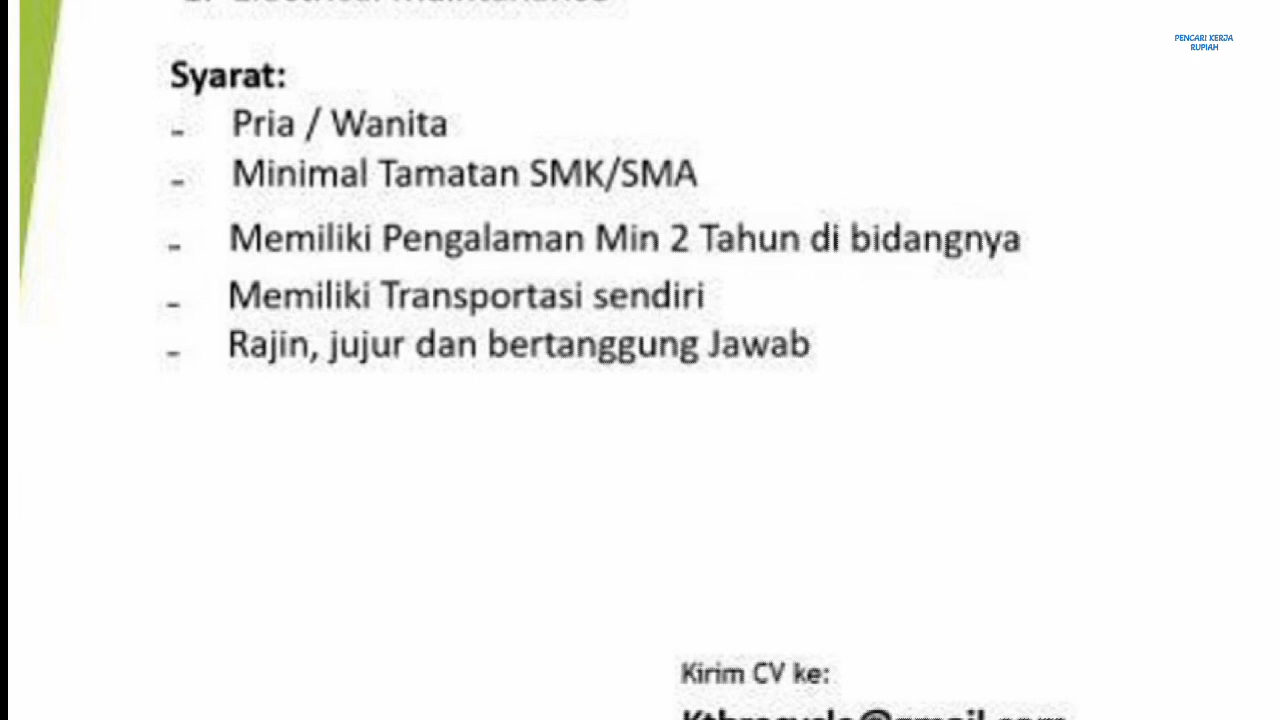 PENCARI KERJA
RUPIAH
Syarat:
- Pria / Wanita
- Minimal Tamatan SMK/SMA
- Memiliki Pengalaman Min 2 Tahun di bidangnya
- Memiliki Transportasi sendiri
- Rajin, jujur dan bertanggung Jawab
Kirim CV ke: